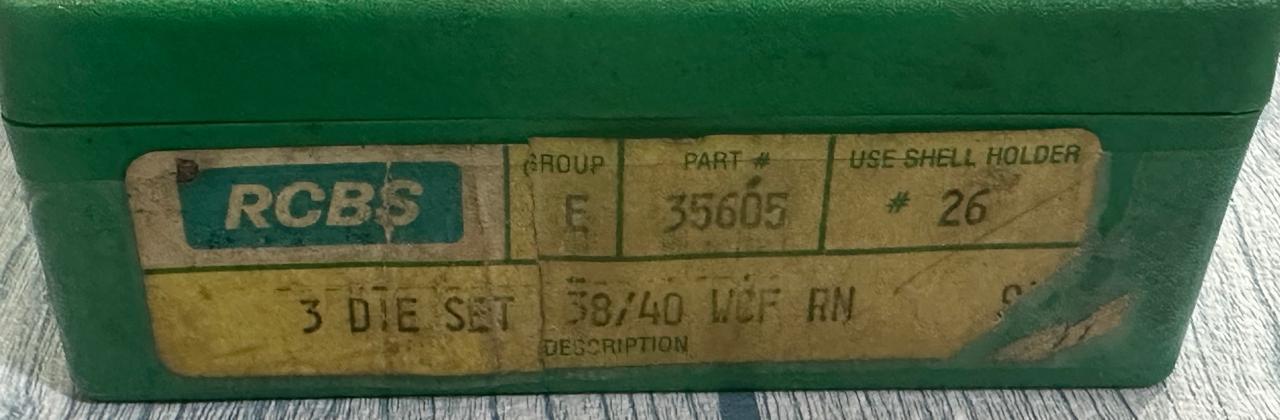 RCBS
GROUP
E
PART #
35605
USE SHELL HOLDER
# 26
3 DIE SET 38/40 WCF RN
DESCRIPTION